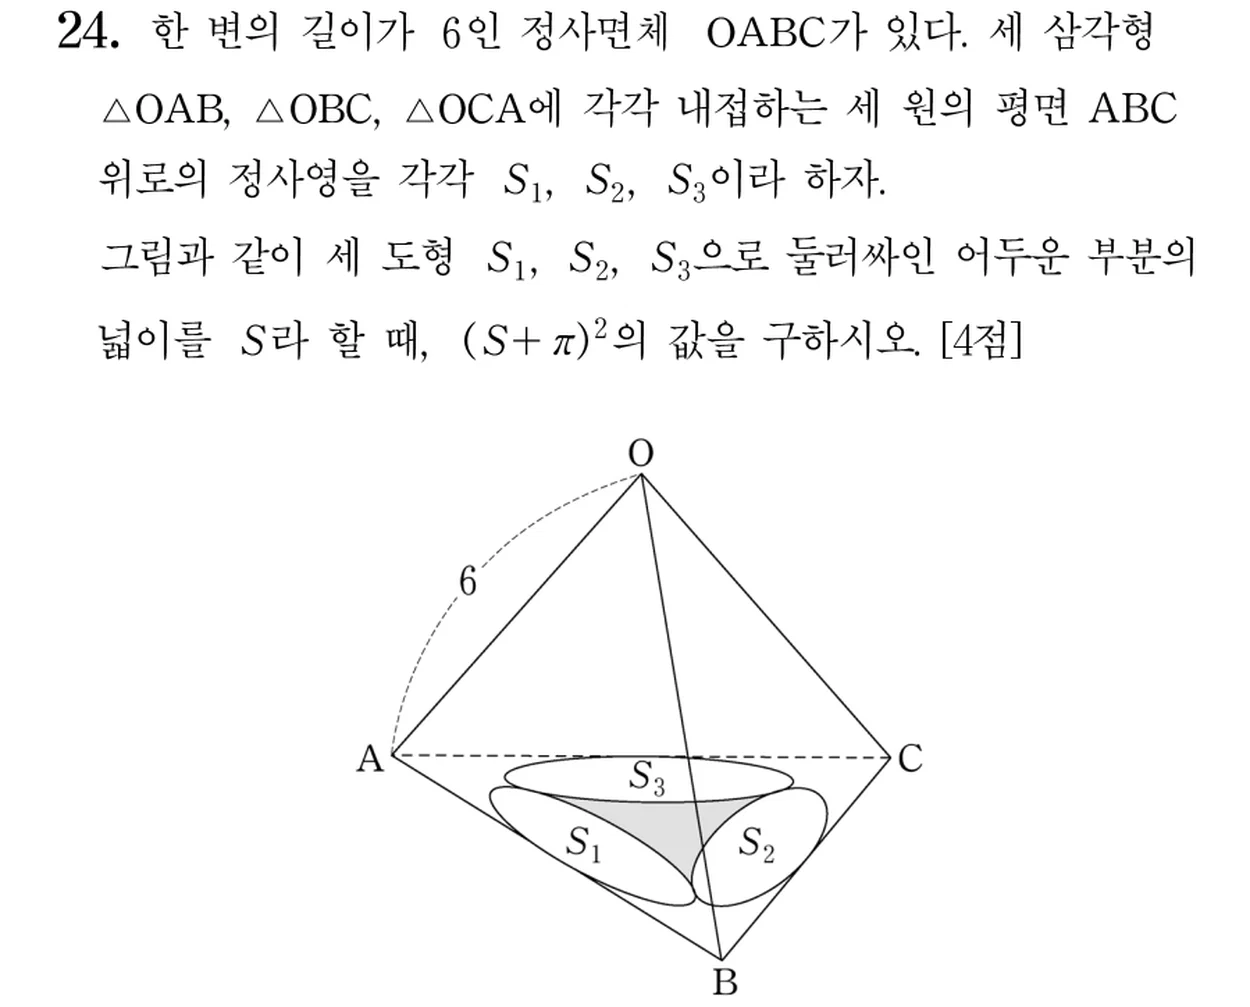 24. 한 변의 길이가 6인 정사면체 OABC가 있다. 세 삼각형
△OAB, △OBC, △OCA에 각각 내접하는 세 원의 평면 ABC
위로의 정사영을 각각 S₁, S₂, S₃이라 하자.
그림과 같이 세 도형 S₁, S₂, S₃으로 둘러싸인 어두운 부분의
넓이를 S라 할 때, (S+π)²의 값을 구하시오. [4점]
O
6
A
C
S₃
S₁
S₂
B